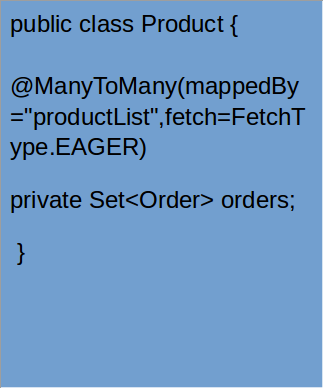 public class Product {
@ManyToMany(mappedBy
="productList",fetch=FetchT
ype.EAGER)
private Set<Order> orders;
}